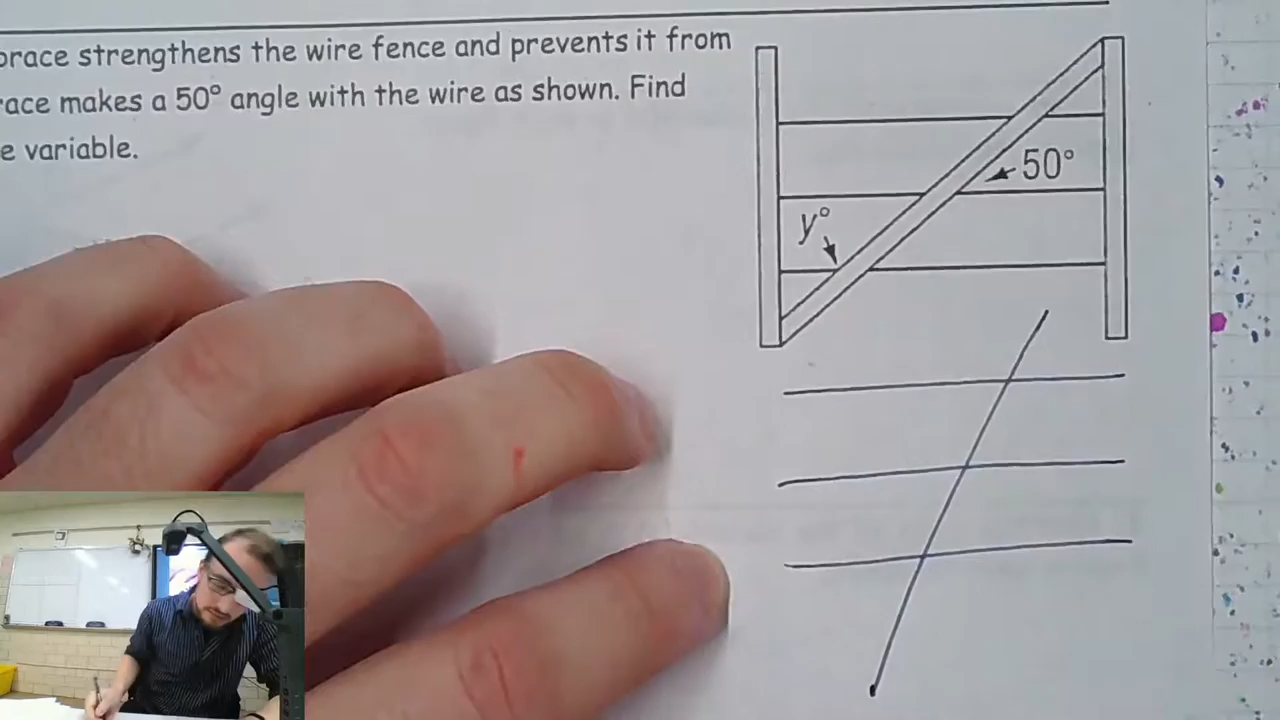 brace strengthens the wire fence and prevents it from
race makes a 50° angle with the wire as shown. Find
e variable.
50°
y°